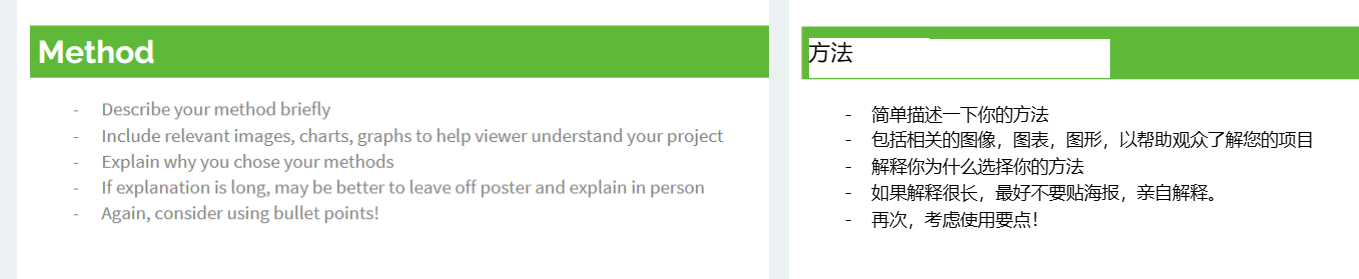 Method
- Describe your method briefly
- Include relevant images, charts, graphs to help viewer understand your project
- Explain why you chose your methods
- If explanation is long, may be better to leave off poster and explain in person
- Again, consider using bullet points!
方法
- 简单描述一下你的方法
- 包括相关的图像，图表，图形，以帮助观众了解您的项目
- 解释你为什么选择你的方法
- 如果解释很长，最好不要贴海报，亲自解释。
- 再次，考虑使用要点！